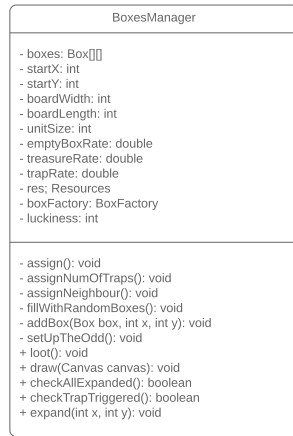 BoxesManager
- boxes: Box[][]
- startX: int
- startY: int
- boardWidth: int
- boardLength: int
- unitSize: int
- emptyBoxRate: double
- treasureRate: double
- trapRate: double
- res; Resources
- boxFactory: BoxFactory
- luckiness: int
- assign(): void
- assignNumOfTraps(): void
- assignNeighbour(): void
- fillWithRandomBoxes(): void
- addBox(Box box, int x, int y): void
- setUpTheOdd(): void
+ loot(): void
+ draw(Canvas canvas): void
+ checkAllExpanded(): boolean
+ checkTrapTriggered(): boolean
+ expand(int x, int y): void